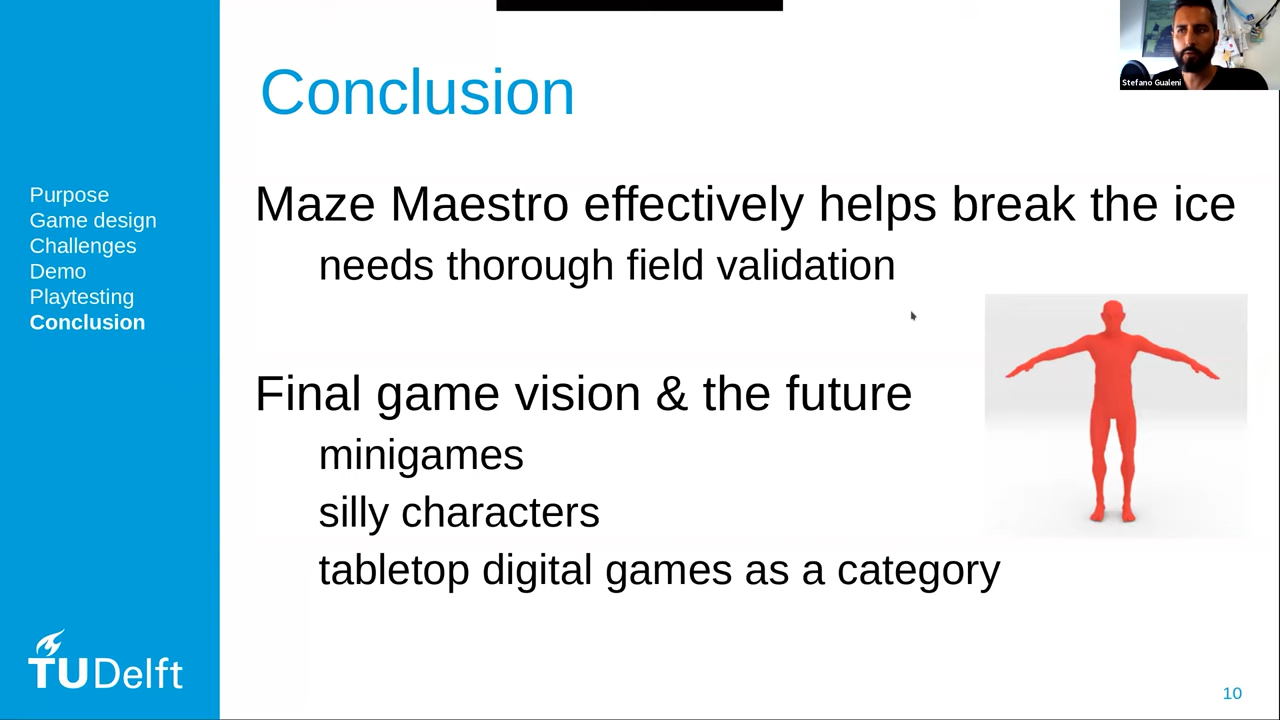 Stefano Gualeni
Conclusion
Purpose
Game design
Challenges
Demo
Playtesting
Conclusion
Maze Maestro effectively helps break the ice
needs thorough field validation
Final game vision & the future
minigames
silly characters
tabletop digital games as a category
TUDelft
10